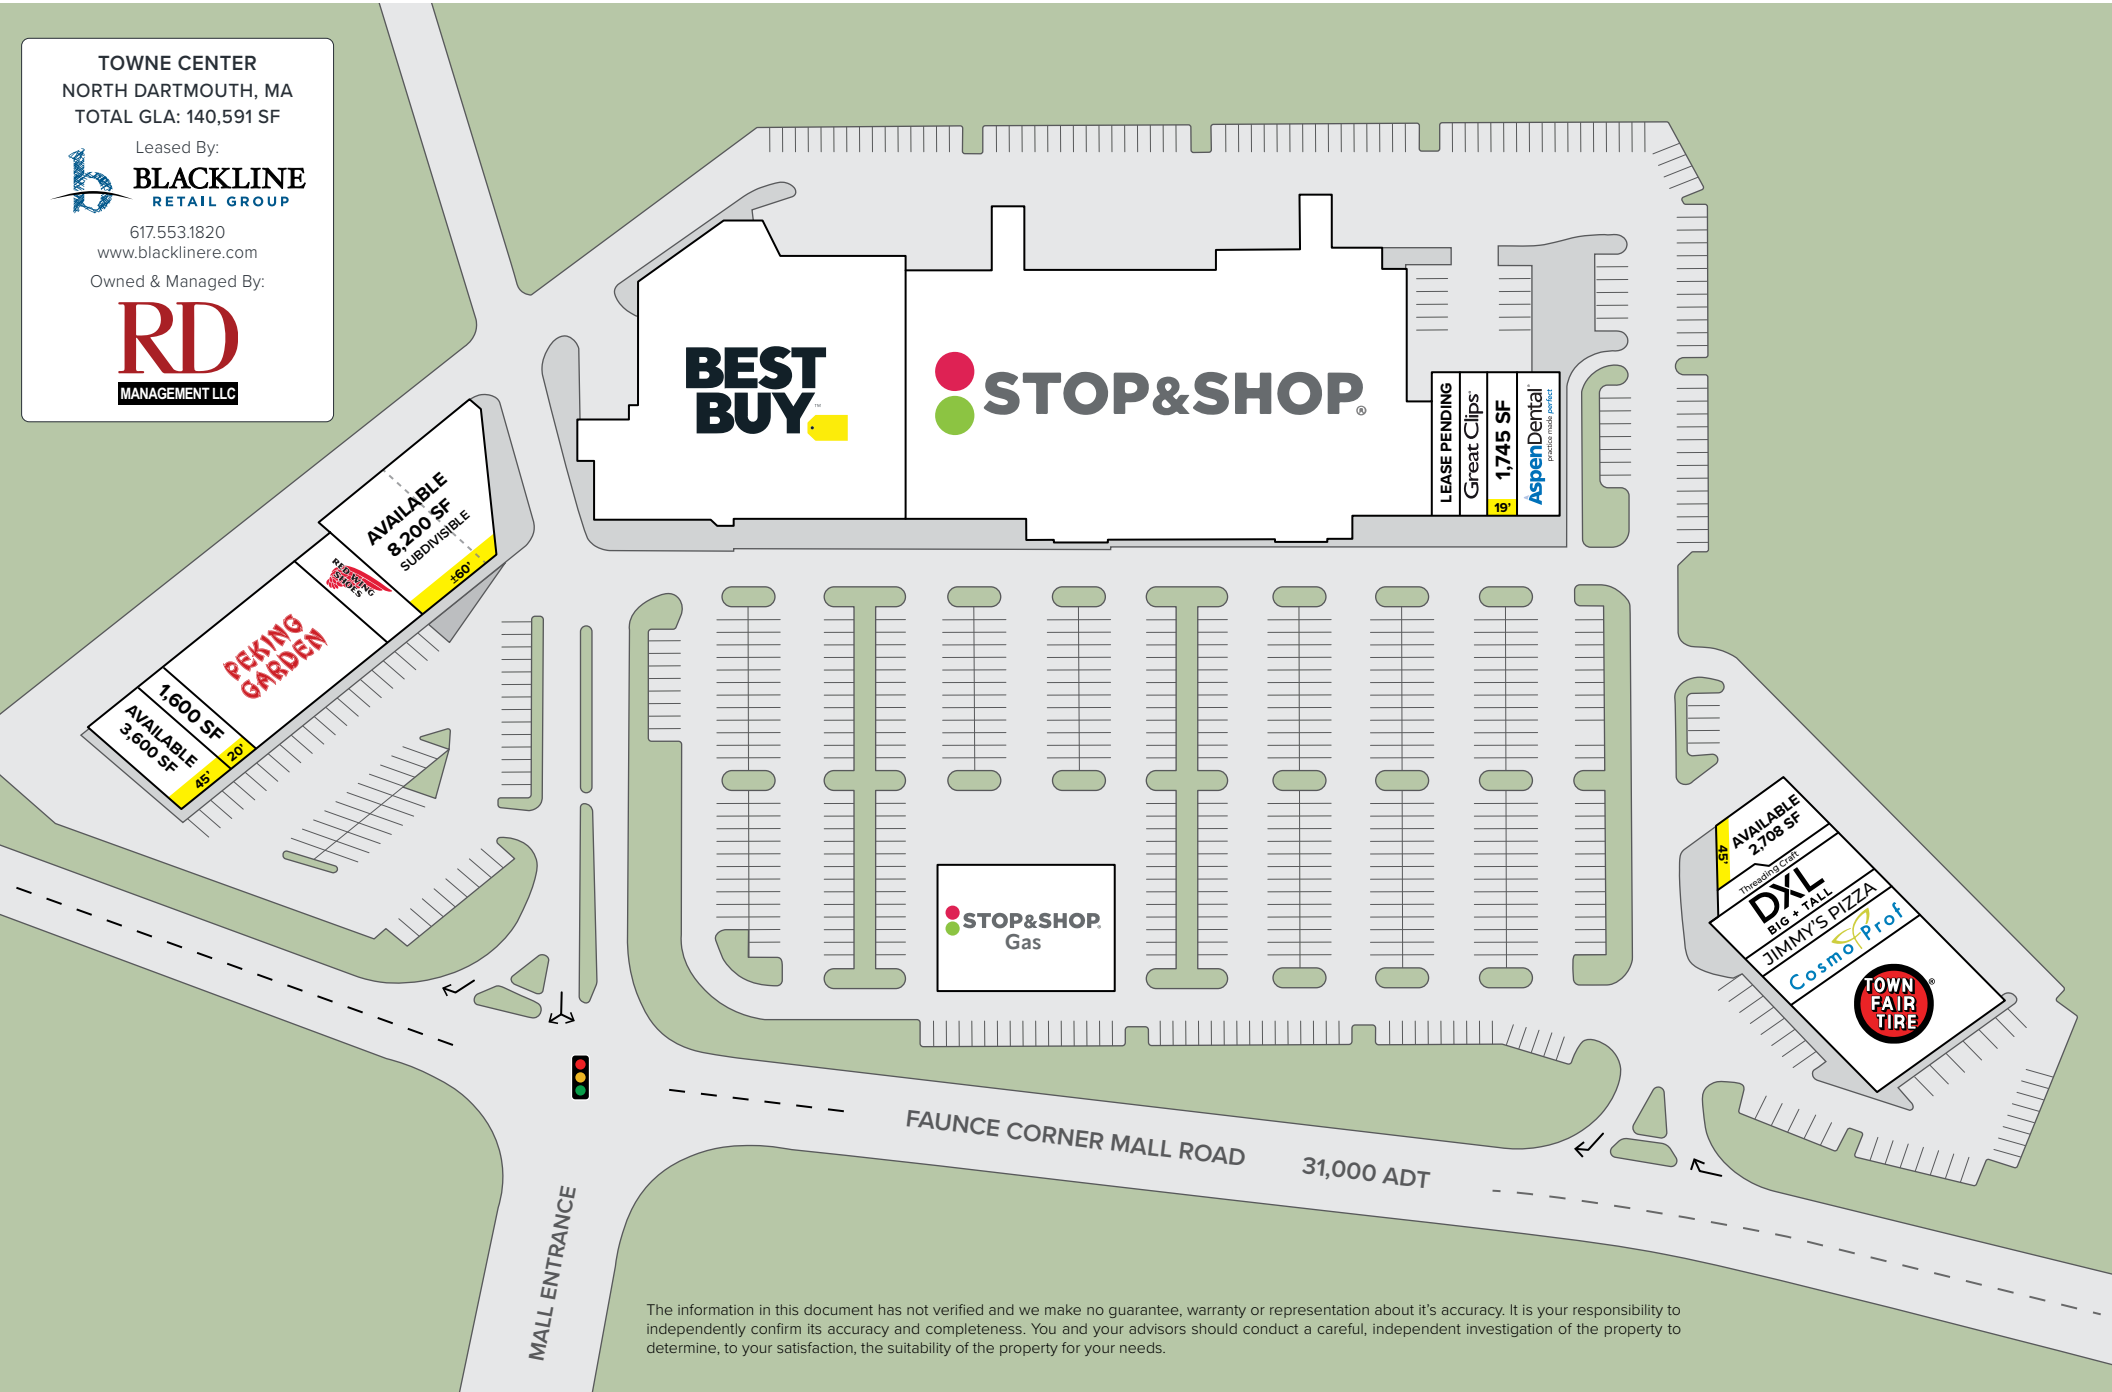 TOWNE CENTER
NORTH DARTMOUTH, MA
TOTAL GLA: 140,591 SF
Leased By:
BLACKLINE
RETAIL GROUP
617.553.1820
www.blacklinere.com
Owned & Managed By:
RD
MANAGEMENT LLC
BEST
BUY™
STOP&SHOP®
LEASE PENDING
Great Clips®
1,745 SF
19'
AspenDental®
practice made perfect
AVAILABLE
8,200 SF
SUBDIVISIBLE
±60'
RED WING
SHOES
PEKING
GARDEN
1,600 SF
20'
AVAILABLE
3,600 SF
45'
STOP&SHOP®
Gas
AVAILABLE
2,708 SF
45'
Threading Craft
DXL
BIG + TALL
JIMMY'S PIZZA
CosmoProf
TOWN
FAIR
TIRE®
FAUNCE CORNER MALL ROAD
31,000 ADT
MALL ENTRANCE
The information in this document has not verified and we make no guarantee, warranty or representation about it's accuracy. It is your responsibility to
independently confirm its accuracy and completeness. You and your advisors should conduct a careful, independent investigation of the property to
determine, to your satisfaction, the suitability of the property for your needs.